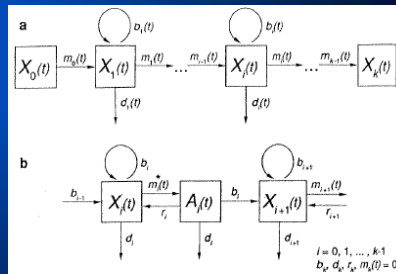 a
b₁(t) bᵢ(t)
X₀(t) m₀(t) X₁(t) m₁(t) ... mᵢ₋₁(t) Xᵢ(t) mᵢ(t) ... mₖ₋₁(t) Xₖ(t)
d₁(t) dᵢ(t)
b
bᵢ bᵢ₊₁
bᵢ₋₁ Xᵢ(t) m*ᵢ(t) rᵢ Aᵢ(t) bᵢ Xᵢ₊₁(t) mᵢ₊₁(t) rᵢ₊₁
dᵢ dᵢ dᵢ₊₁
i = 0, 1, ... , k-1
bₖ, dₖ, rₖ, mₖ(t) = 0